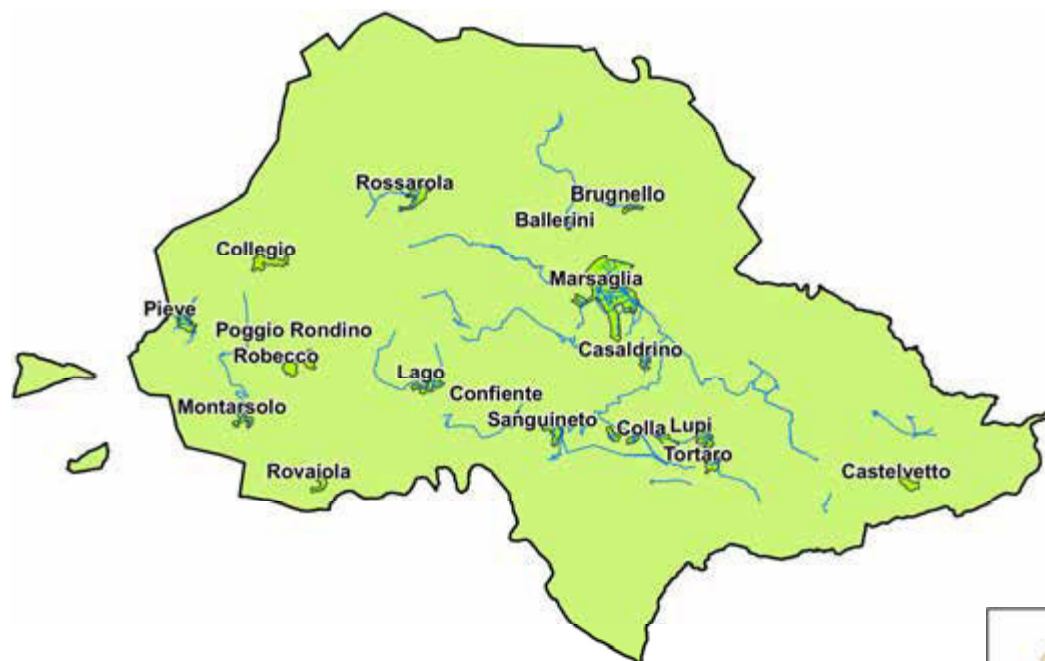 Rossarola
Brugnello
Ballerini
Collegio
Marsaglia
Pieve
Poggio Rondino
Robecco
Casaldrino
Lago
Confiente
Montarsolo
Sanguineto
Colla
Lupi
Tortaro
Rovaiola
Castelvetto